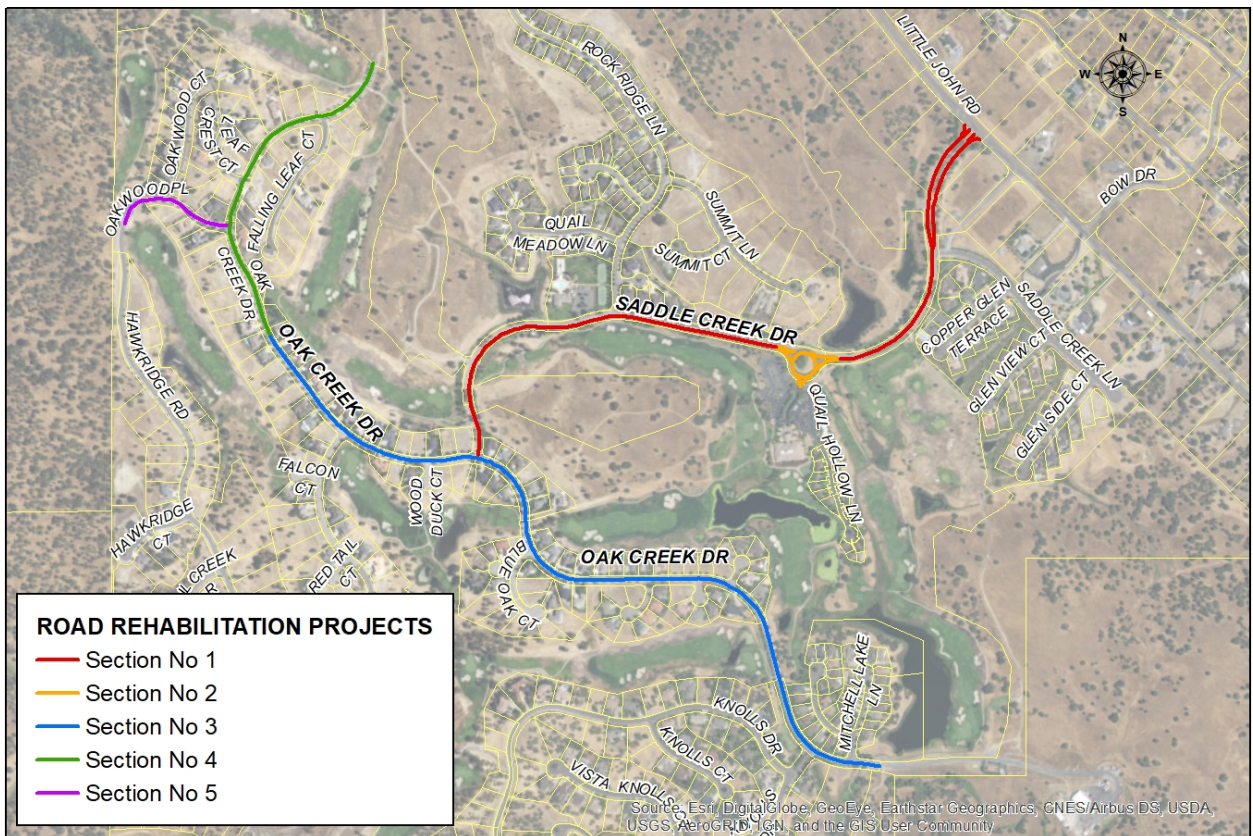 N
W E
S
LITTLE JOHN RD
ROCK RIDGE LN
OAKWOOD CT
LEAF
CREST CT
FALLING LEAF CT
BOW DR
OAKWOODPL
QUAIL
MEADOW LN
SUMMIT LN
SUMMIT CT
OAK
CREEK DR
SADDLE CREEK DR
COPPER GLEN
TERRACE
SADDLE CREEK LN
GLEN VIEW CT
GLEN SIDE CT
HAWKRIDGE RD
OAK CREEK DR
QUAIL HOLLOW LN
FALCON
CT
WOOD
DUCK CT
HAWKRIDGE
CT
RED TAIL
CT
BLUE OAK
CT
OAK CREEK DR
MITCHELL LAKE
LN
KNOLLS DR
KNOLLS CT
VISTA KNOLLS
ROAD REHABILITATION PROJECTS
Section No 1
Section No 2
Section No 3
Section No 4
Section No 5
Source: Esri, DigitalGlobe, GeoEye, Earthstar Geographics, CNES/Airbus DS, USDA,
USGS, AeroGRID, IGN, and the GIS User Community